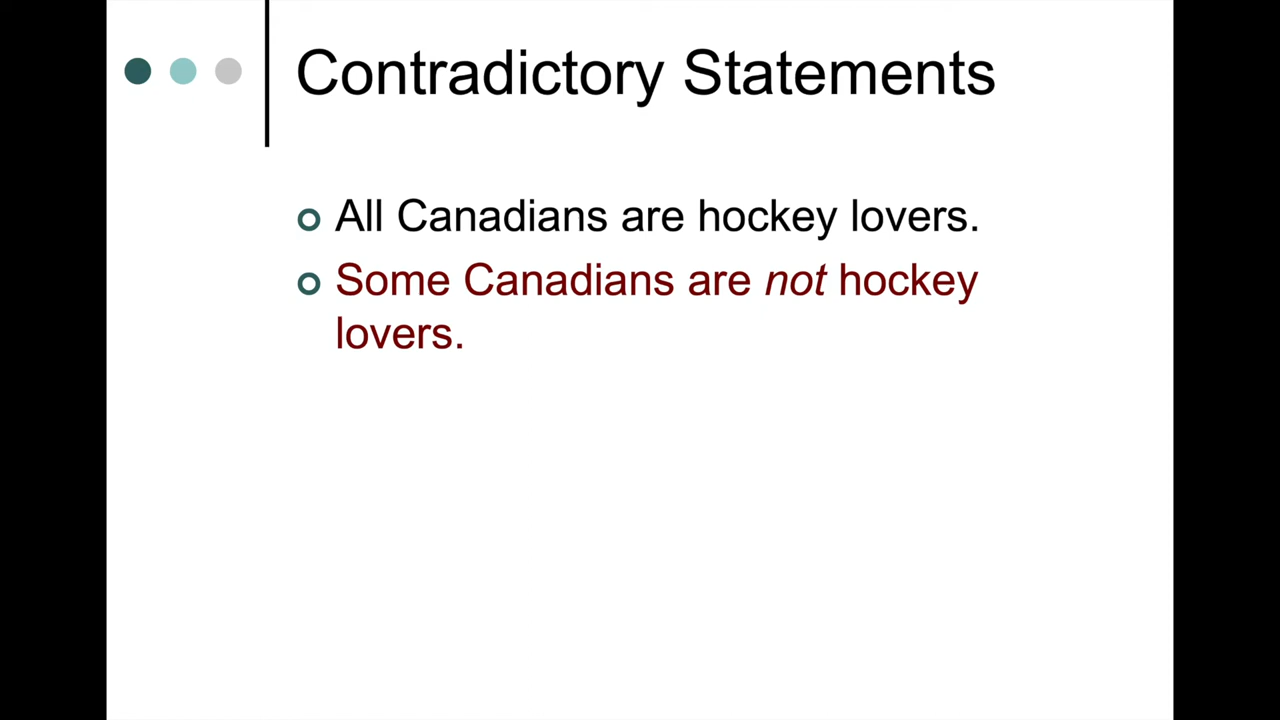 Contradictory Statements
All Canadians are hockey lovers.
Some Canadians are not hockey
lovers.